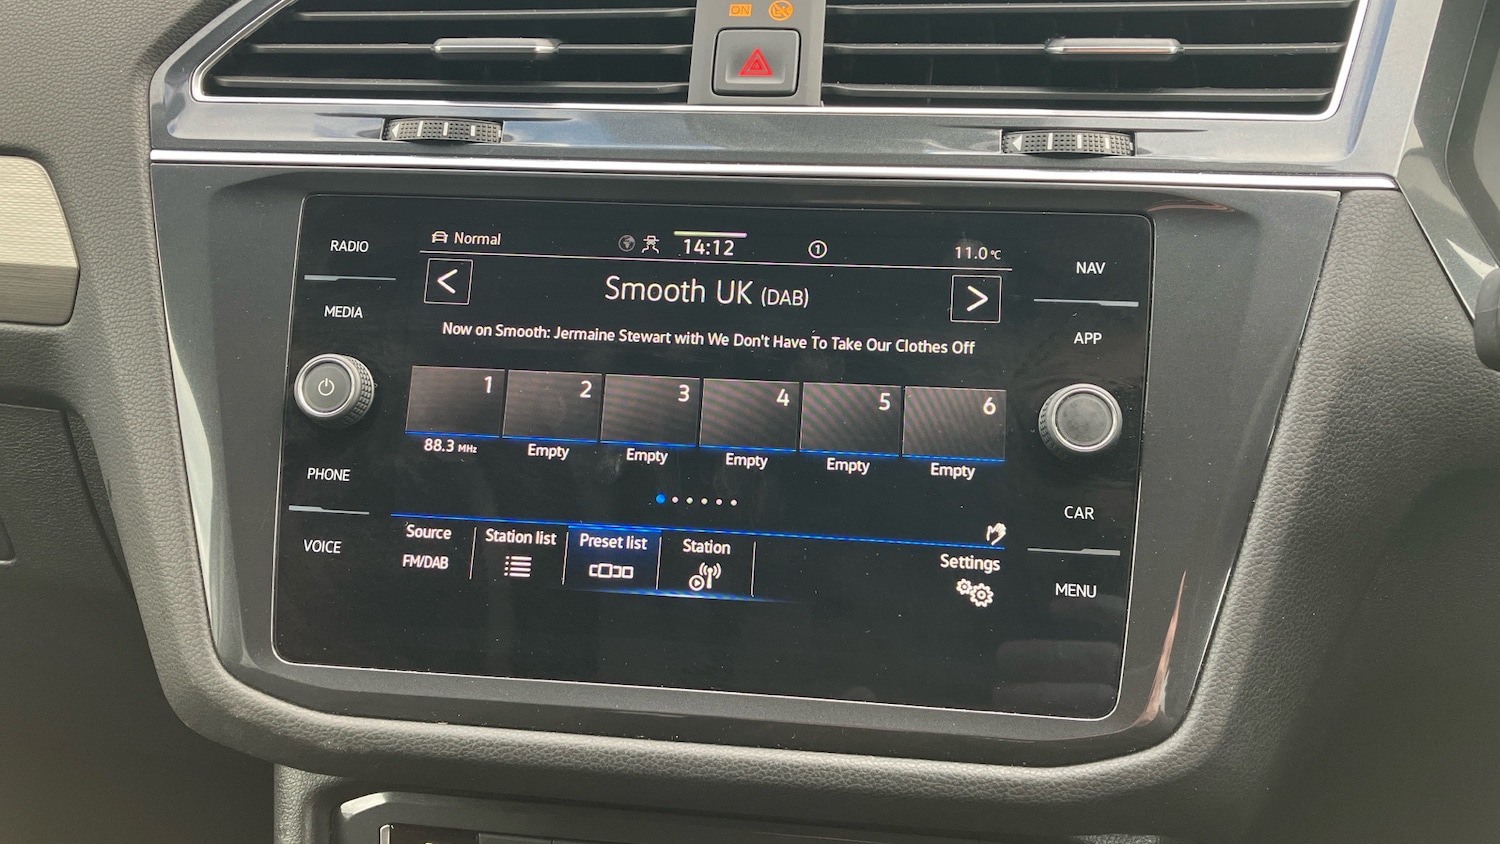 ON
Normal
14:12
1
11.0 °C
RADIO
MEDIA
PHONE
VOICE
Smooth UK (DAB)
Now on Smooth: Jermaine Stewart with We Don't Have To Take Our Clothes Off
1 2 3 4 5 6
88.3 MHz Empty Empty Empty Empty Empty
Source Station list Preset list Station Settings
FM/DAB
NAV
APP
CAR
MENU